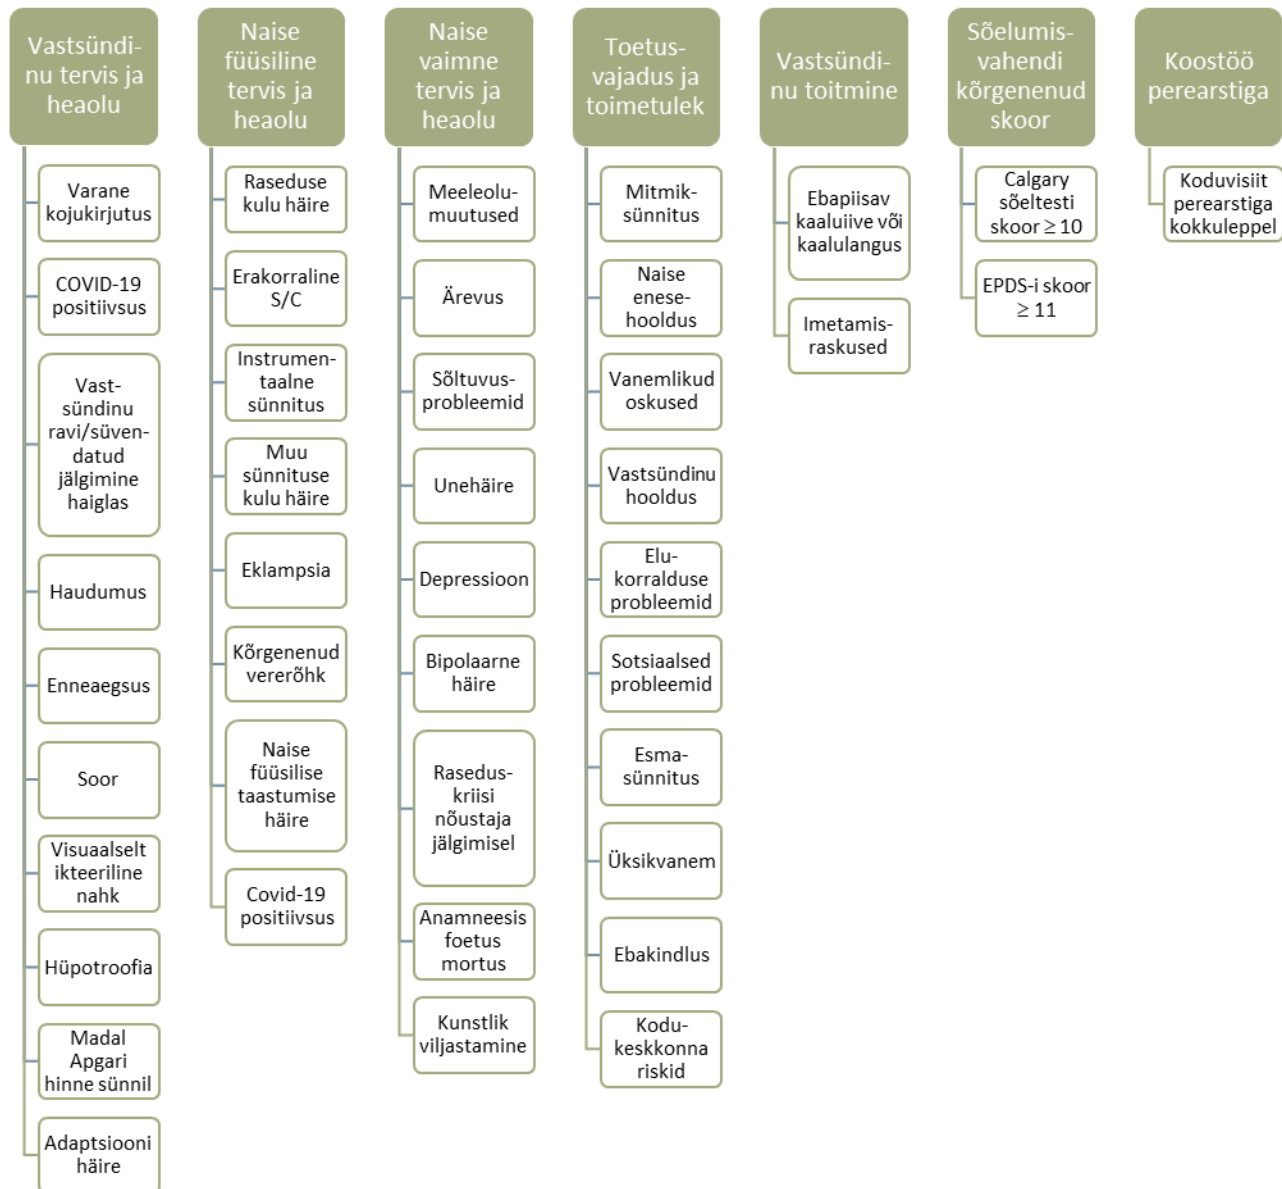 Vastsündi-
nu tervis ja
heaolu
Varane
kojukirjutus
COVID-19
positiivsus
Vast-
sündinu
ravi/süven-
datud
jälgimine
haiglas
Haudumus
Enneaegsus
Soor
Visuaalselt
ikteeriline
nahk
Hüpotroofia
Madal
Apgari
hinne sünnil
Adaptsiooni
häire
Naise
füüsiline
tervis ja
heaolu
Raseduse
kulu häire
Erakorraline
S/C
Instrumen-
taalne
sünnitus
Muu
sünnituse
kulu häire
Eklampsia
Kõrgenenud
vererõhk
Naise
füüsilise
taastumise
häire
Covid-19
positiivsus
Naise
vaimne
tervis ja
heaolu
Meeleolu-
muutused
Ärevus
Sõltuvus-
probleemid
Unehäire
Depressioon
Bipolaarne
häire
Rasedus-
kriisi
nõustaja
jälgimisel
Anamneesis
foetus
mortus
Kunstlik
viljastamine
Toetus-
vajadus ja
toimetulek
Mitmik-
sünnitus
Naise
enese-
hooldus
Vanemlikud
oskused
Vastsündinu
hooldus
Elu-
korralduse
probleemid
Sotsiaalsed
probleemid
Esma-
sünnitus
Üksikvanem
Ebakindlus
Kodu-
keskkonna
riskid
Vastsündi-
nu toitmine
Ebapiisav
kaaluiive või
kaalulangus
Imetamis-
raskused
Sõelumis-
vahendi
kõrgenenud
skoor
Calgary
sõeltesti
skoor ≥ 10
EPDS-i skoor
≥ 11
Koostöö
perearstiga
Koduvisiit
perearstiga
kokkuleppel